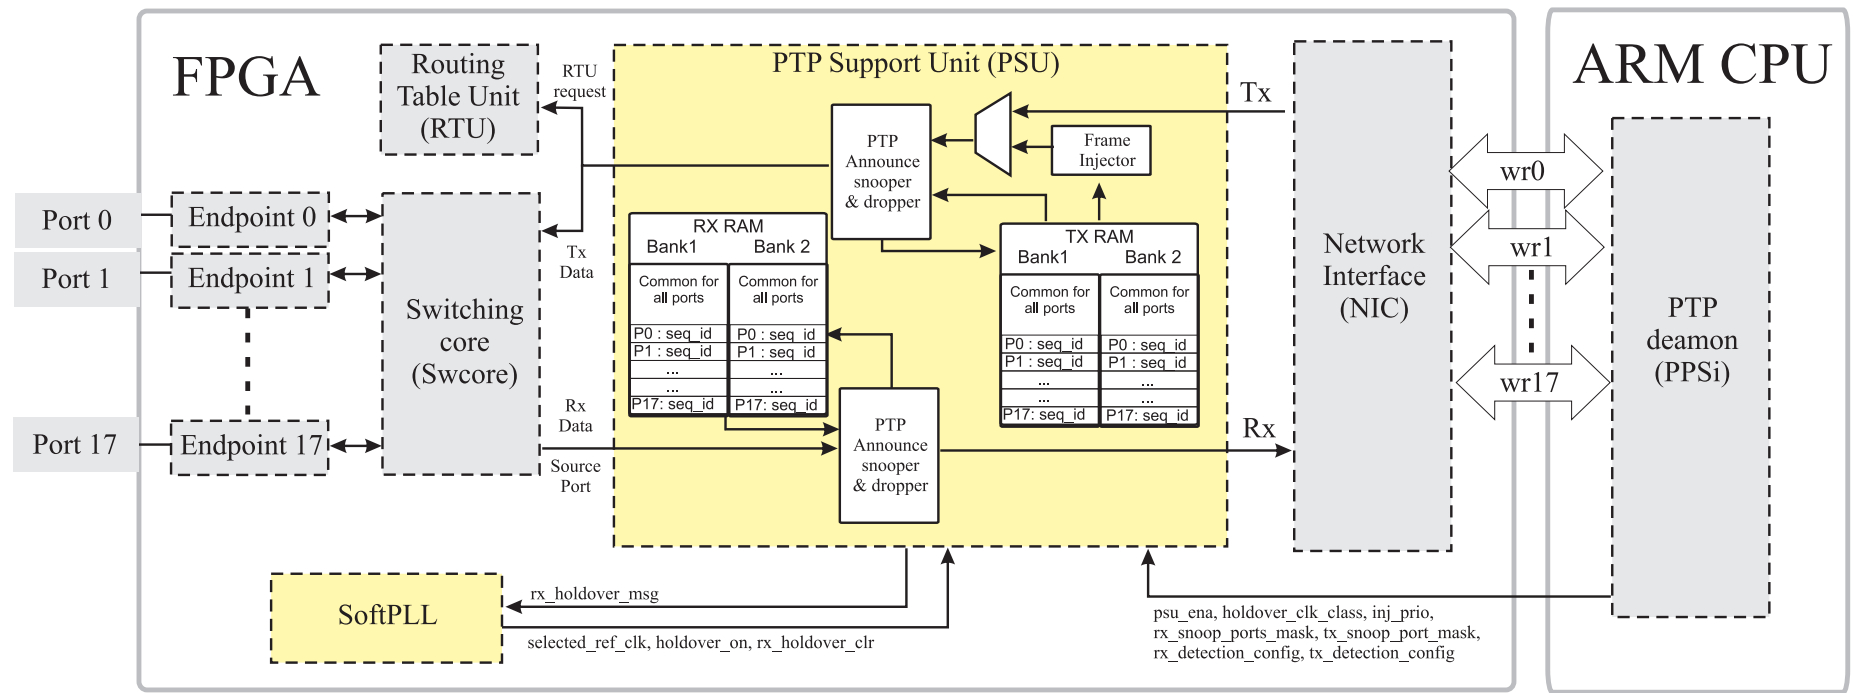 FPGA
ARM CPU
Routing
Table Unit
(RTU)
RTU
request
PTP Support Unit (PSU)
PTP
Announce
snooper
& dropper
Frame
Injector
Tx
Port 0
Endpoint 0
Port 1
Endpoint 1
Port 17
Endpoint 17
Switching
core
(Swcore)
Tx
Data
Rx
Data
Source
Port
RX RAM
Bank1 Bank 2
Common for
all ports
Common for
all ports
P0 : seq_id P0 : seq_id
P1 : seq_id P1 : seq_id
... ...
... ...
P17: seq_id P17: seq_id
TX RAM
Bank1 Bank 2
Common for
all ports
Common for
all ports
P0 : seq_id P0 : seq_id
P1 : seq_id P1 : seq_id
... ...
... ...
P17: seq_id P17: seq_id
PTP
Announce
snooper
& dropper
Rx
Network
Interface
(NIC)
wr0
wr1
wr17
PTP
deamon
(PPSi)
SoftPLL
rx_holdover_msg
selected_ref_clk, holdover_on, rx_holdover_clr
psu_ena, holdover_clk_class, inj_prio,
rx_snoop_ports_mask, tx_snoop_port_mask,
rx_detection_config, tx_detection_config